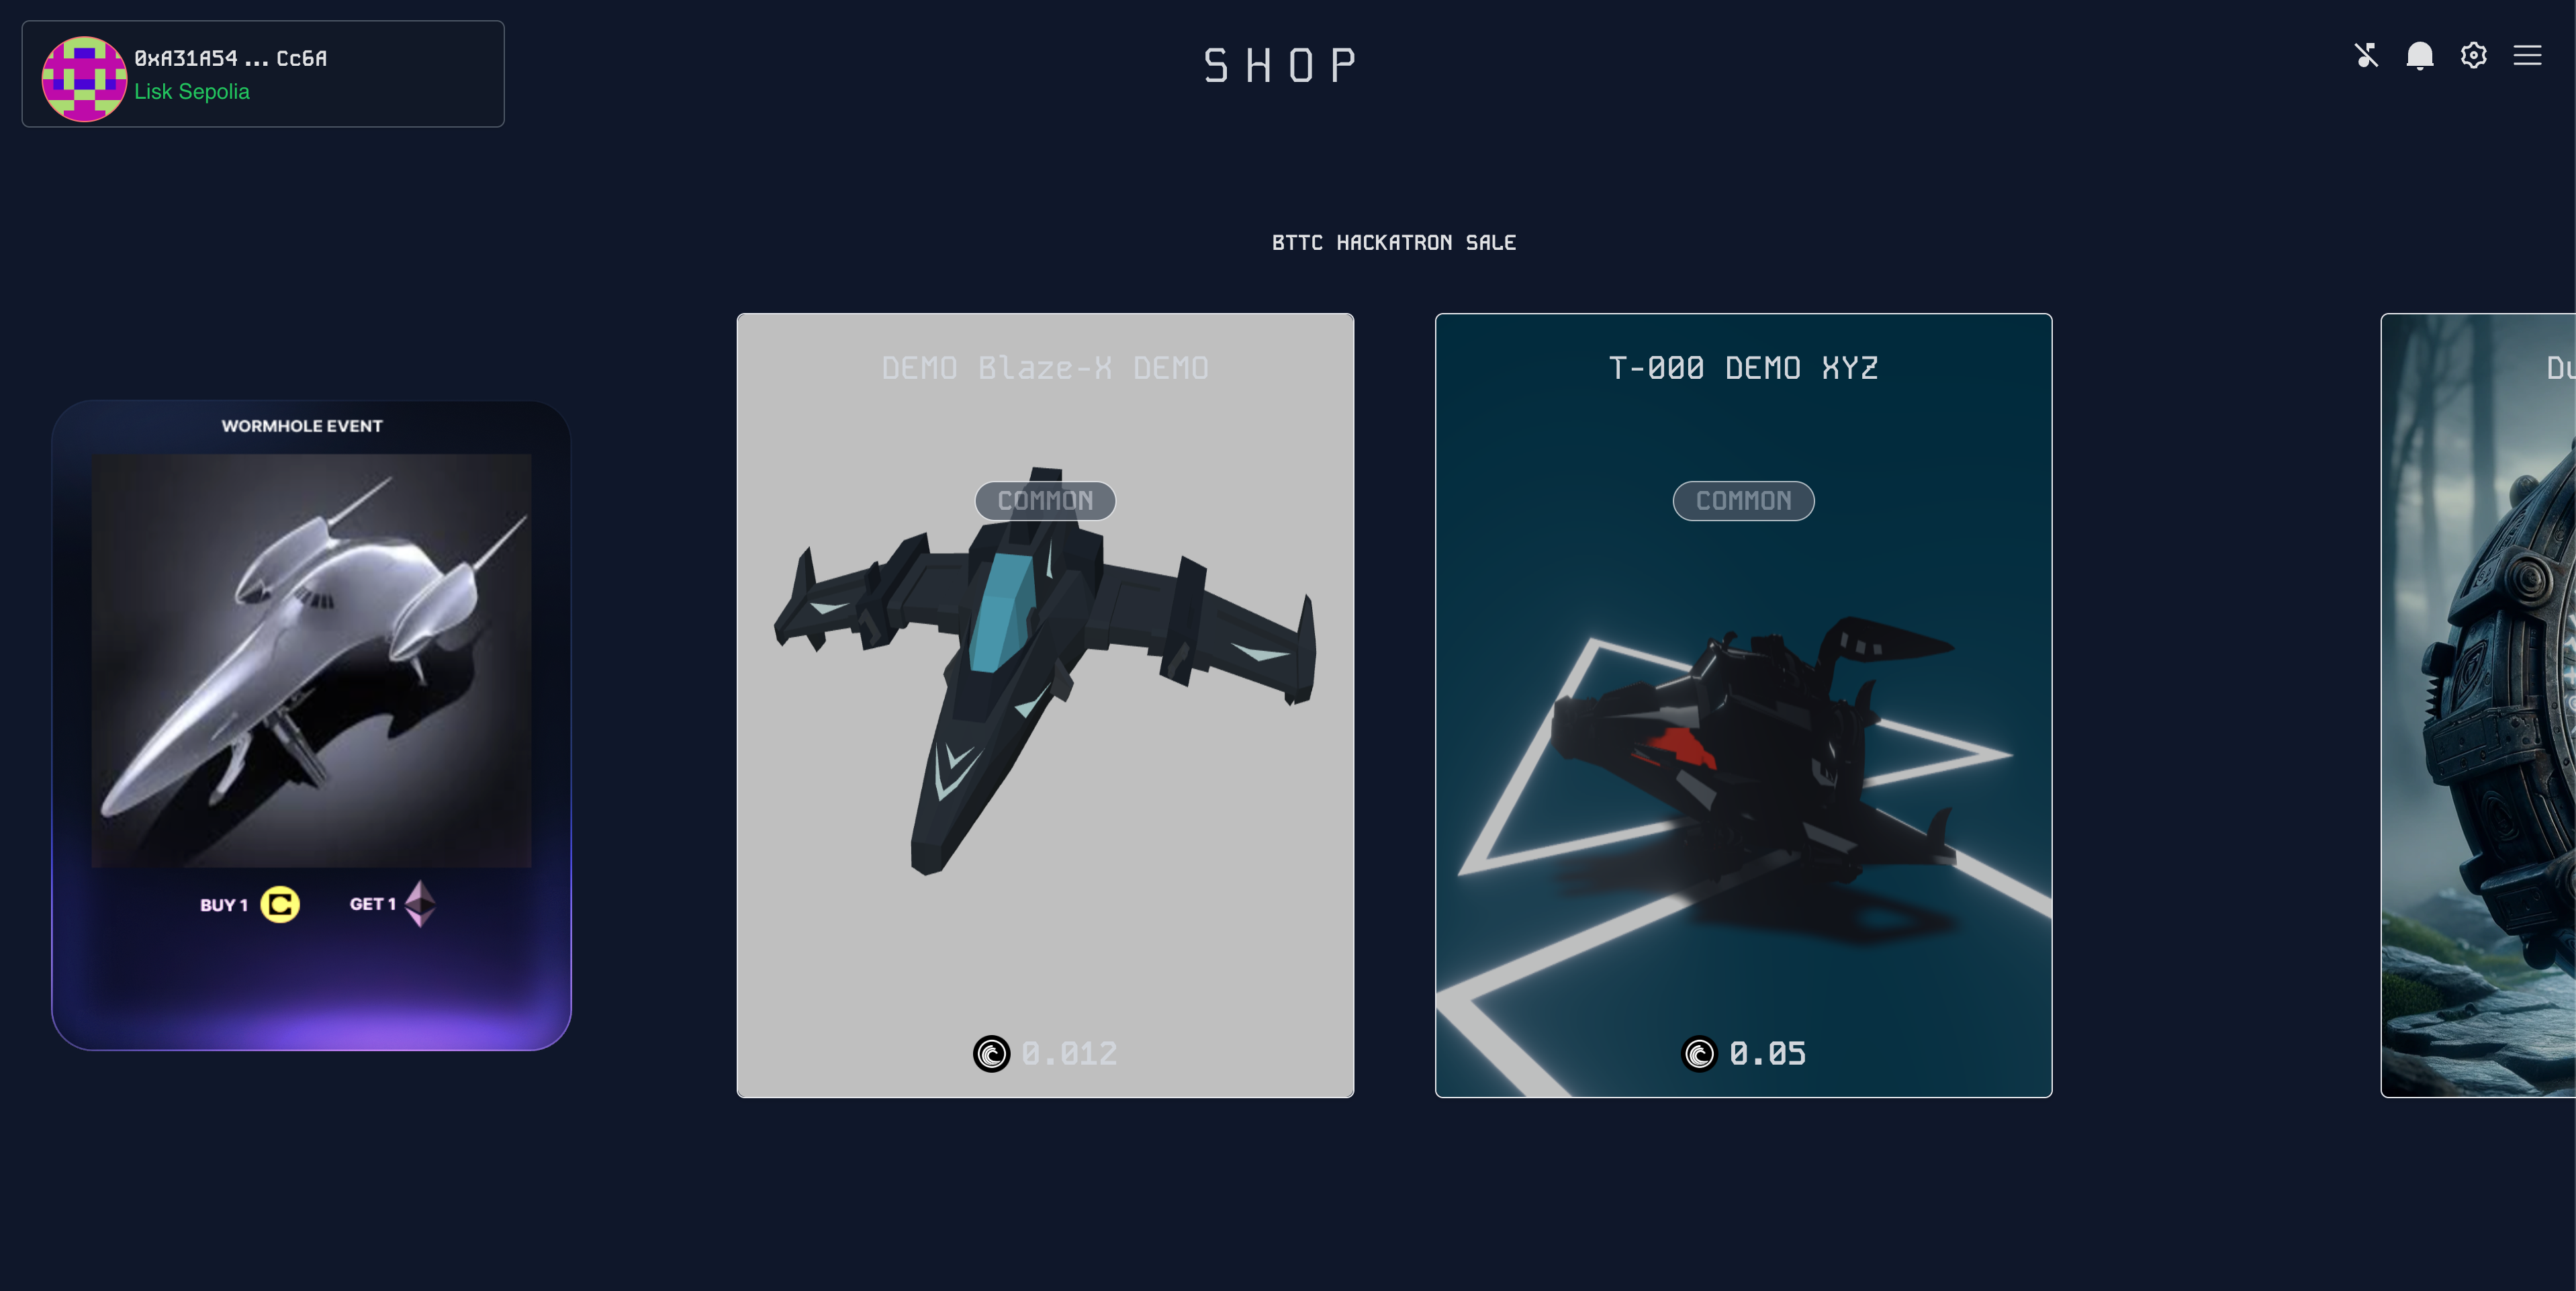 0xA31A54 ... Cc6A
Lisk Sepolia
SHOP
BTTC HACKATRON SALE
WORMHOLE EVENT
BUY 1
GET 1
DEMO Blaze-X DEMO
COMMON
0.012
T-000 DEMO XYZ
COMMON
0.05